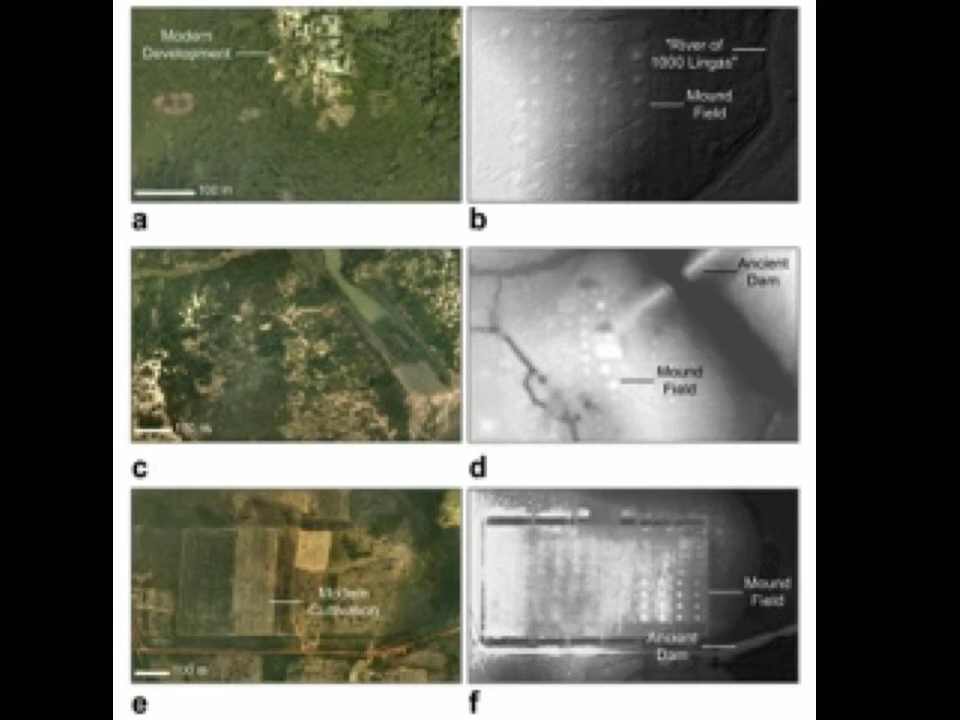 Modern
Development
100 m
"River of
1000 Lingas"
Mound
Field
a
b
Ancient
Dam
Mound
Field
c
d
Modern
Cultivation
100 m
Mound
Field
Ancient
Dam
e
f